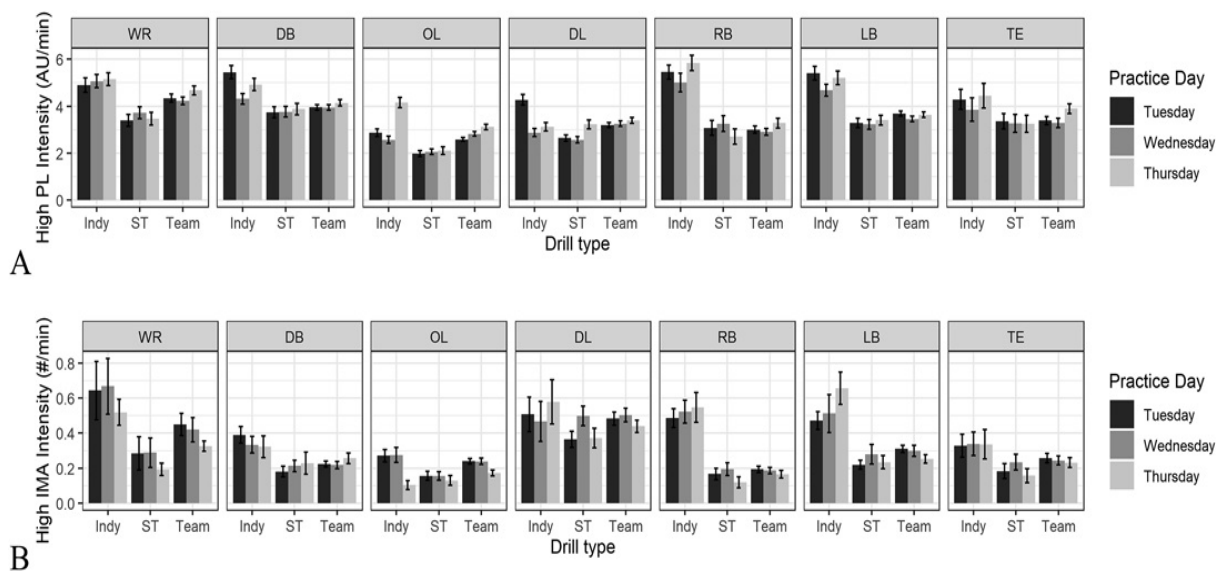 WR DB OL DL RB LB TE
High PL Intensity (AU/min)
6
4
2
0
Indy ST Team Indy ST Team Indy ST Team Indy ST Team Indy ST Team Indy ST Team Indy ST Team
Drill type
Practice Day
Tuesday
Wednesday
Thursday
A
WR DB OL DL RB LB TE
High IMA Intensity (#/min)
0.8
0.6
0.4
0.2
0.0
Indy ST Team Indy ST Team Indy ST Team Indy ST Team Indy ST Team Indy ST Team Indy ST Team
Drill type
Practice Day
Tuesday
Wednesday
Thursday
B